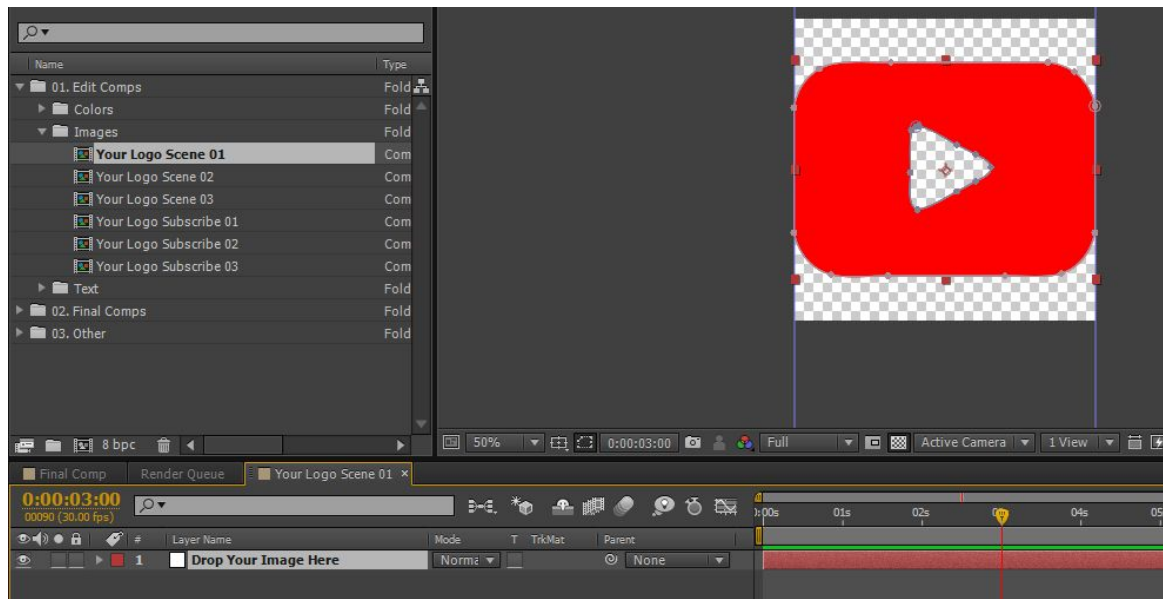 Name Type
01. Edit Comps Fold
Colors Fold
Images Fold
Your Logo Scene 01 Com
Your Logo Scene 02 Com
Your Logo Scene 03 Com
Your Logo Subscribe 01 Com
Your Logo Subscribe 02 Com
Your Logo Subscribe 03 Com
Text Fold
02. Final Comps Fold
03. Other Fold
8 bpc
50% 0:00:03:00 Full Active Camera 1 View
Final Comp Render Queue Your Logo Scene 01 ×
0:00:03:00
00090 (30.00 fps)
):00s 01s 02s 04s 05
# Layer Name Mode T TrkMat Parent
1 Drop Your Image Here Norma None